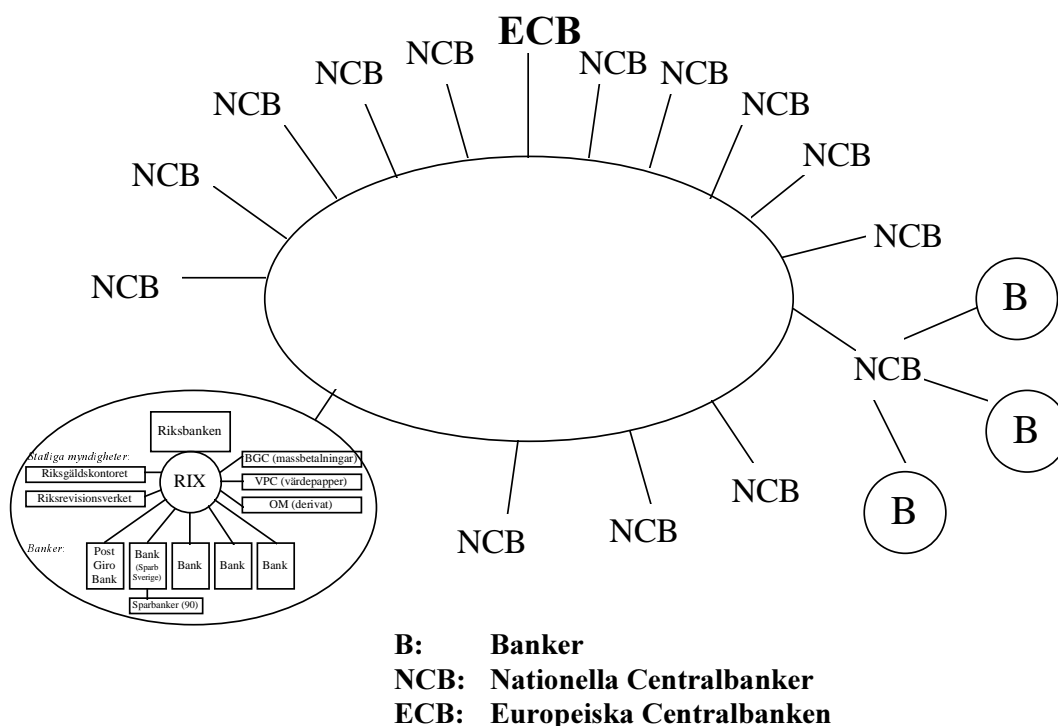 ECB
NCB
NCB
NCB
NCB
NCB
NCB
NCB
NCB
NCB
NCB
NCB
B
NCB
B
B
NCB
NCB
NCB
Riksbanken
Statliga myndigheter:
Riksgäldskontoret
Riksrevisionsverket
RIX
BGC (massbetalningar)
VPC (värdepapper)
OM (derivat)
Banker:
Post
Giro
Bank
Bank
(Sparb
Sverige)
Bank
Bank
Bank
Sparbanker (90)
B: Banker
NCB: Nationella Centralbanker
ECB: Europeiska Centralbanken